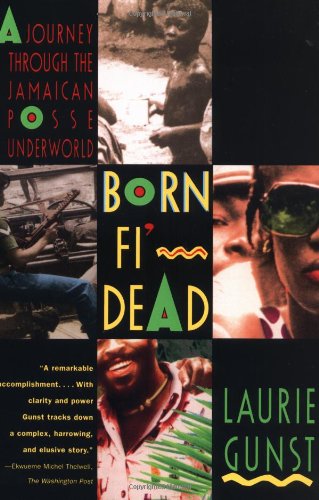 A JOURNEY
THROUGH THE
JAMAICAN
POSSE
UNDERWORLD
BORN
FI'
DEAD
"A remarkable
accomplishment. . . . With
clarity and power
Gunst tracks down
a complex, harrowing,
and elusive story."
—Ekwueme Michel Thelwell,
The Washington Post
LAURIE
GUNST